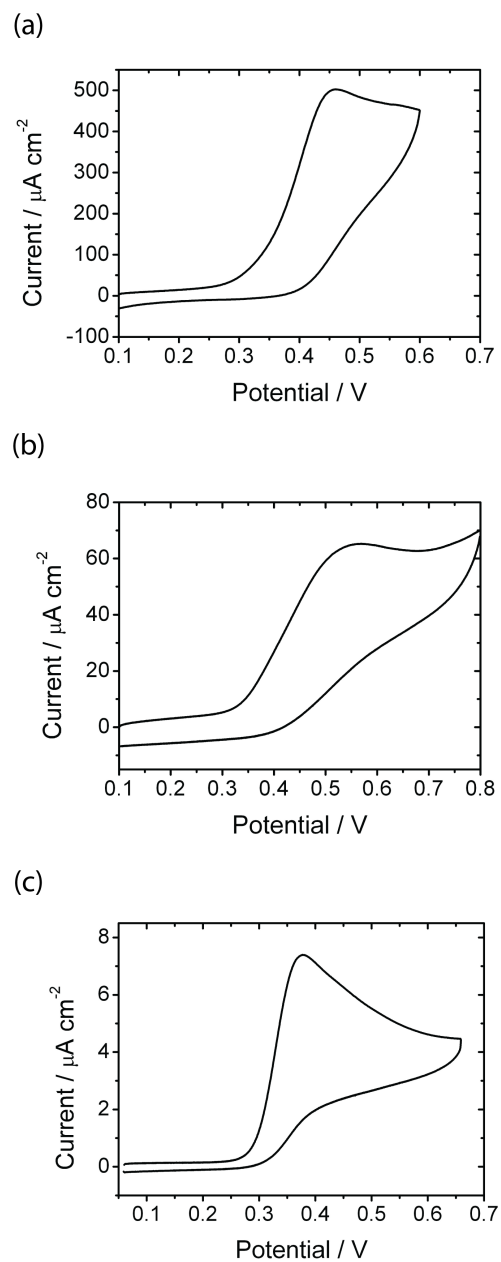 (a)
500
400
300
200
100
0
-100
Current / μA cm-2
0.1 0.2 0.3 0.4 0.5 0.6 0.7
Potential / V
(b)
80
60
40
20
0
Current / μA cm-2
0.1 0.2 0.3 0.4 0.5 0.6 0.7 0.8
Potential / V
(c)
8
6
4
2
0
Current / μA cm-2
0.1 0.2 0.3 0.4 0.5 0.6 0.7
Potential / V